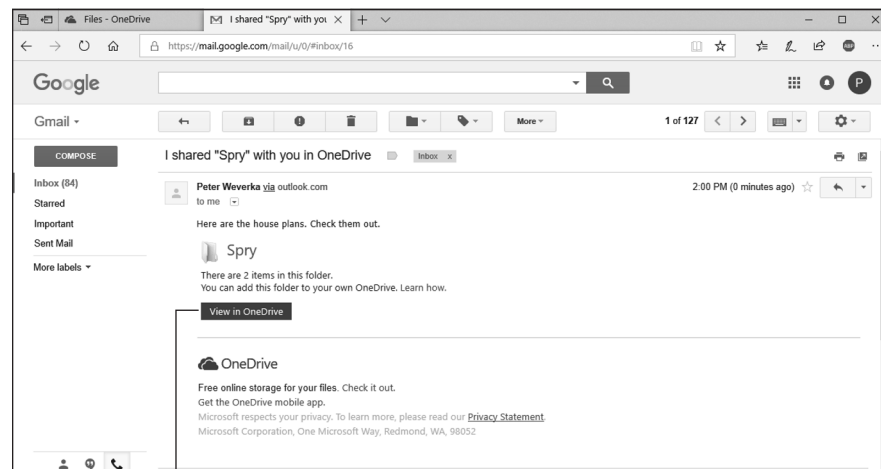 Files - OneDrive
I shared "Spry" with you
https://mail.google.com/mail/u/0/#inbox/16
ABP
Google
P
Gmail
More
1 of 127
COMPOSE
I shared "Spry" with you in OneDrive
Inbox x
Inbox (84)
Starred
Important
Sent Mail
More labels
Peter Weverka via outlook.com
2:00 PM (0 minutes ago)
to me
Here are the house plans. Check them out.
Spry
There are 2 items in this folder.
You can add this folder to your own OneDrive. Learn how.
View in OneDrive
OneDrive
Free online storage for your files. Check it out.
Get the OneDrive mobile app.
Microsoft respects your privacy. To learn more, please read our Privacy Statement.
Microsoft Corporation, One Microsoft Way, Redmond, WA, 98052